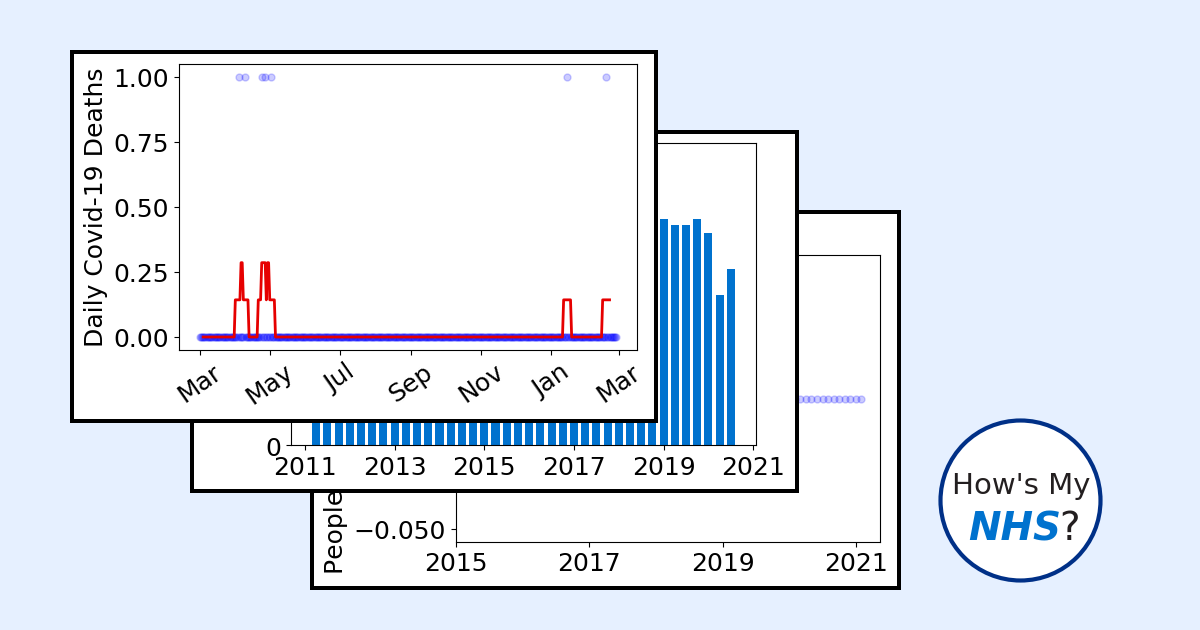 Daily Covid-19 Deaths
1.00
0.75
0.50
0.25
0.00
Mar May Jul Sep Nov Jan Mar
0
2011 2013 2015 2017 2019 2021
People
−0.050
2015 2017 2019 2021
How's My
NHS?